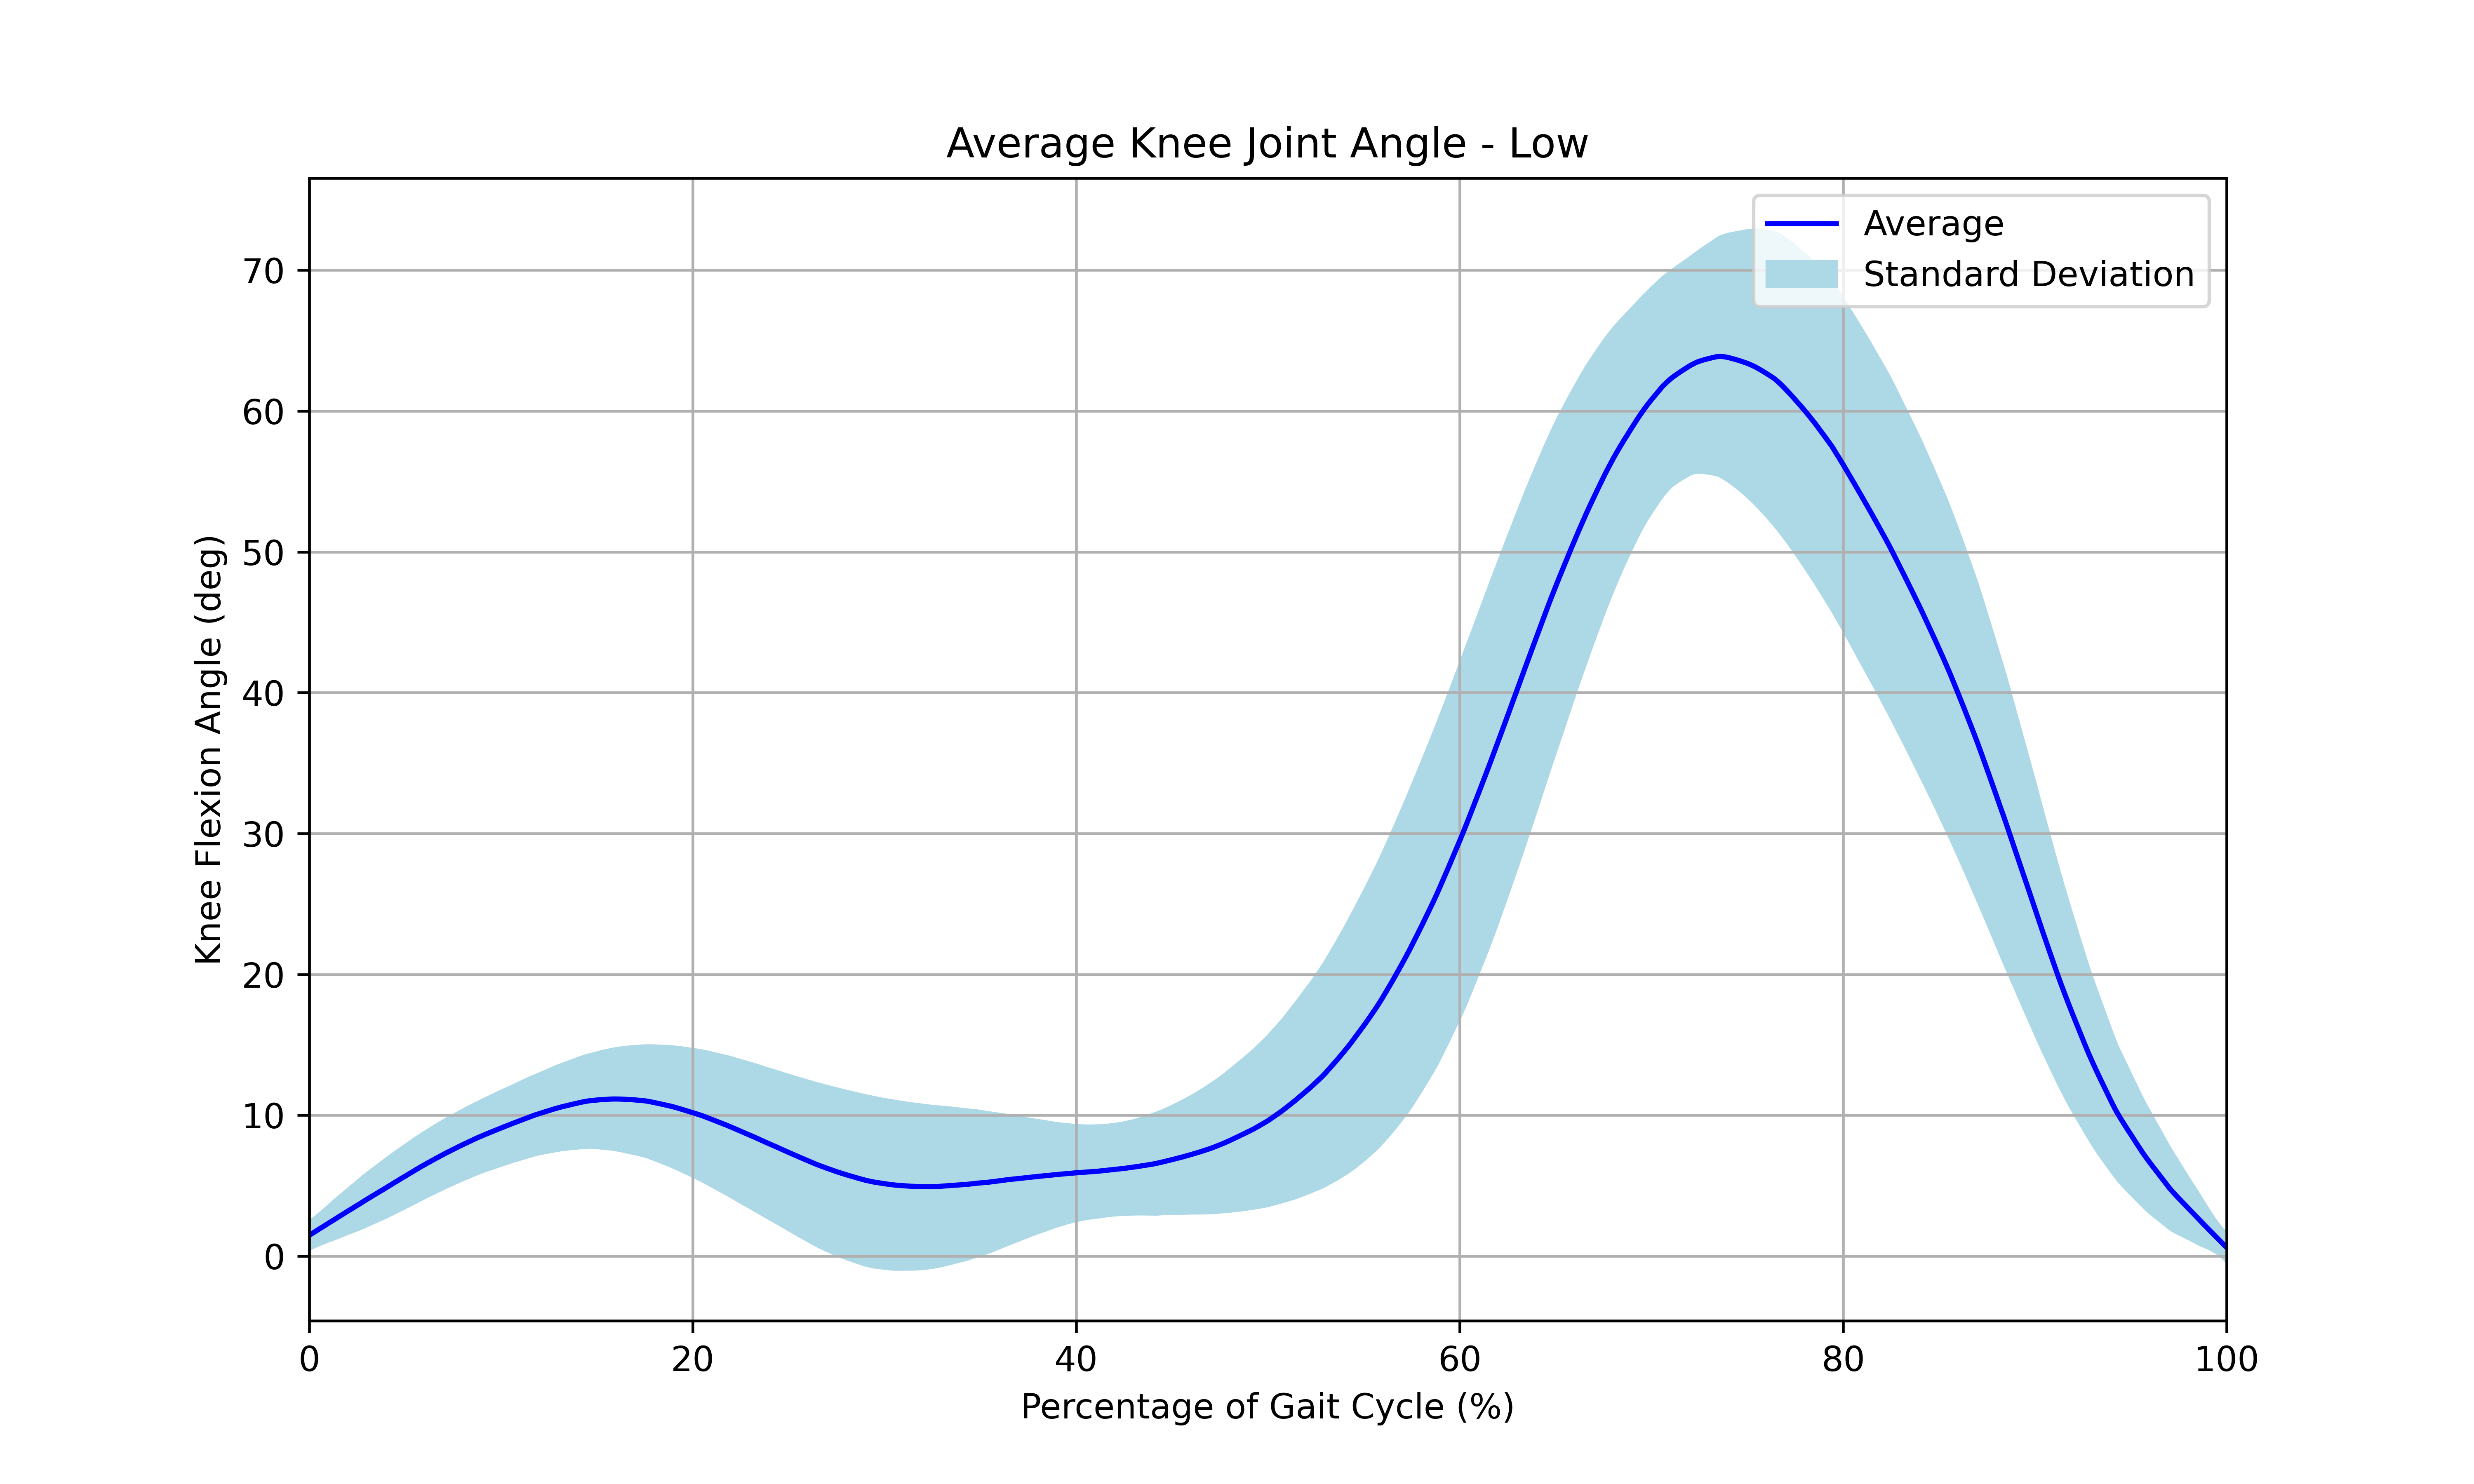 Average Knee Joint Angle - Low
Average
Standard Deviation
Knee Flexion Angle (deg)
70
60
50
40
30
20
10
0
0 20 40 60 80 100
Percentage of Gait Cycle (%)